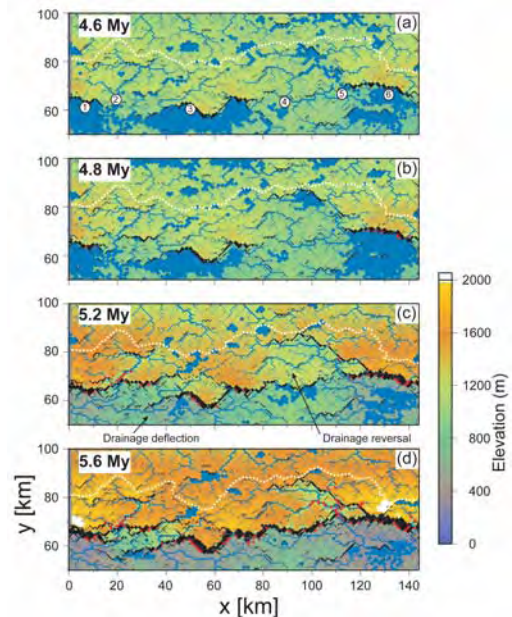 4.6 My
(a)
100
80
60
1
2
3
4
5
6
4.8 My
(b)
100
80
60
5.2 My
(c)
100
80
60
Drainage deflection
Drainage reversal
5.6 My
(d)
100
80
60
0
20
40
60
80
100
120
140
x [km]
y [km]
2000
1600
1200
800
400
0
Elevation (m)